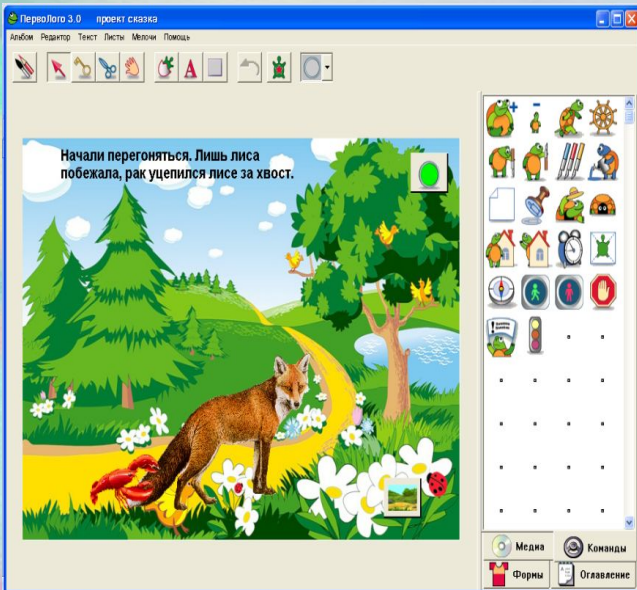 ПервоЛого 3.0 проект сказка
Альбом Редактор Текст Листы Мелочи Помощь
Начали перегоняться. Лишь лиса
побежала, рак уцепился лисе за хвост.
Медиа Команды
Формы Оглавление